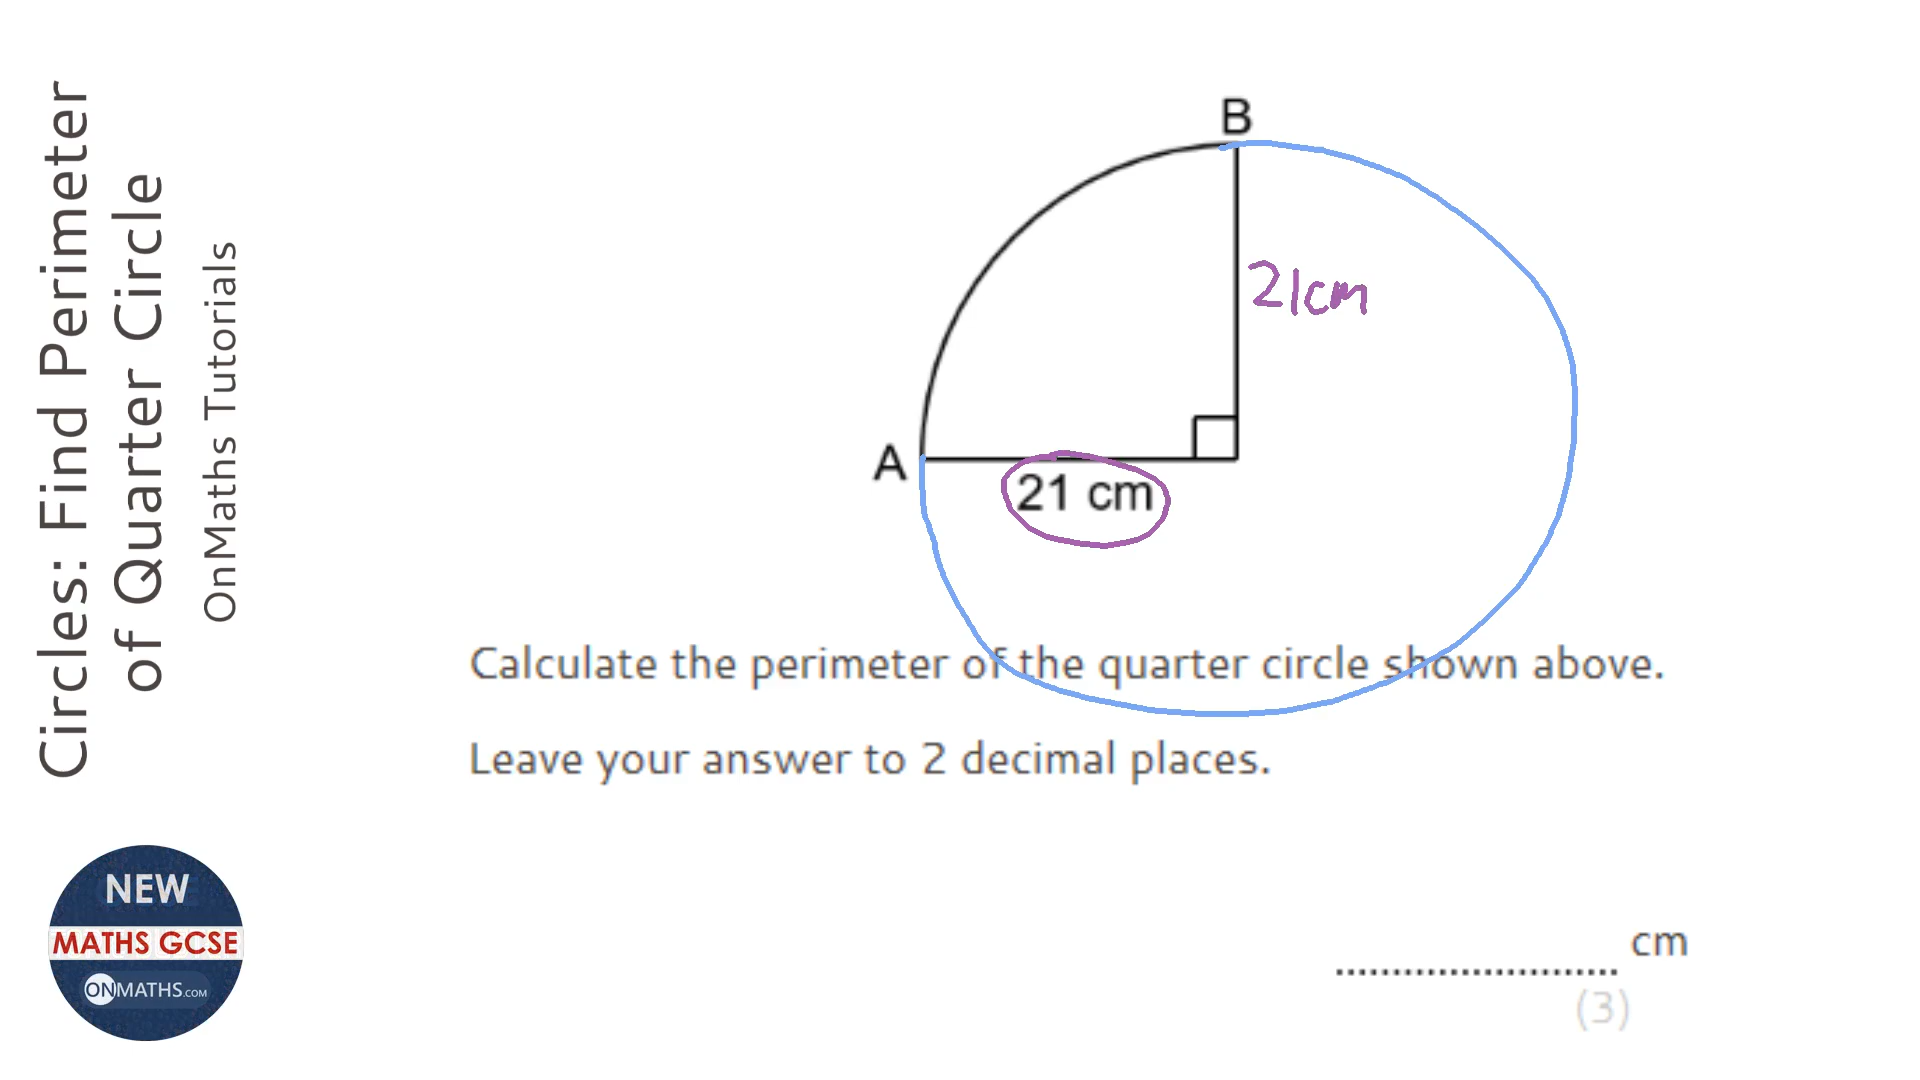 Circles: Find Perimeter
of Quarter Circle
OnMaths Tutorials
B
21cm
A
21 cm
Calculate the perimeter of the quarter circle shown above.
Leave your answer to 2 decimal places.
NEW
MATHS GCSE
ONMATHS.COM
........................ cm
(3)